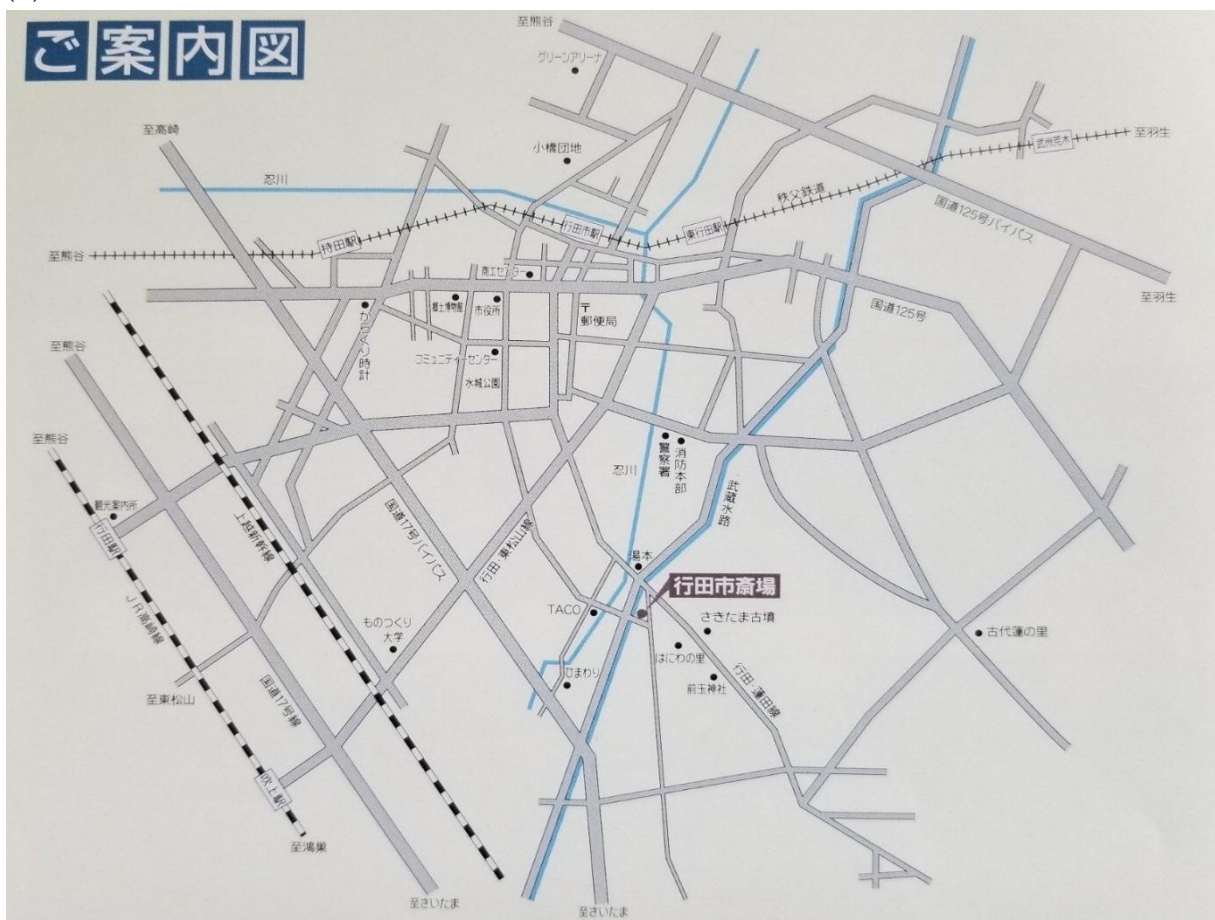 ご案内図
至熊谷
グリーンアリーナ
至高崎
小橋団地
武州荒木
至羽生
忍川
秩父鉄道
国道125号バイパス
行田市駅
東行田駅
持田駅
至熊谷
商工センター
至羽生
郷土博物館
市役所
〒
郵便局
国道125号
からくり時計
至熊谷
コミュニティーセンター
水城公園
至熊谷
警察署
消防本部
忍川
武蔵水路
観光案内所
行田駅
上越新幹線
国道17号バイパス
行田・東松山線
湯本
行田市斎場
JR高崎線
TACO
さきたま古墳
ものつくり
大学
古代蓮の里
はにわの里
ひまわり
前玉神社
行田・蓮田線
至東松山
国道17号線
吹上駅
至鴻巣
至さいたま
至さいたま